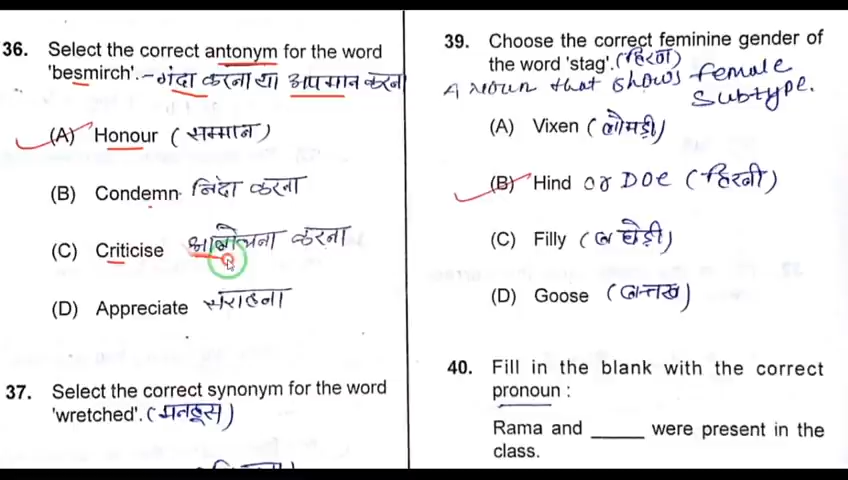 36. Select the correct antonym for the word
'besmirch'. - गंदा करना या अपमान करना
(A) Honour (सम्मान)
(B) Condemn निंदा करना
(C) Criticise आलोचना करना
(D) Appreciate सराहना
37. Select the correct synonym for the word
'wretched'. (मनहूस)
39. Choose the correct feminine gender of
the word 'stag'. (हिरण)
A noun that shows female
subtype.
(A) Vixen (लोमड़ी)
(B) Hind or DOE (हिरनी)
(C) Filly (घोड़ी)
(D) Goose (बत्तख)
40. Fill in the blank with the correct
pronoun :
Rama and _____ were present in the
class.